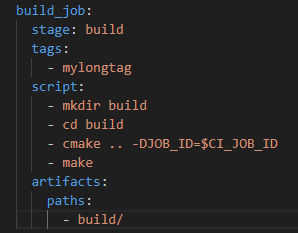 build_job:
  stage: build
  tags:
    - mylongtag
  script:
    - mkdir build
    - cd build
    - cmake .. -DJOB_ID=$CI_JOB_ID
    - make
  artifacts:
    paths:
      - build/